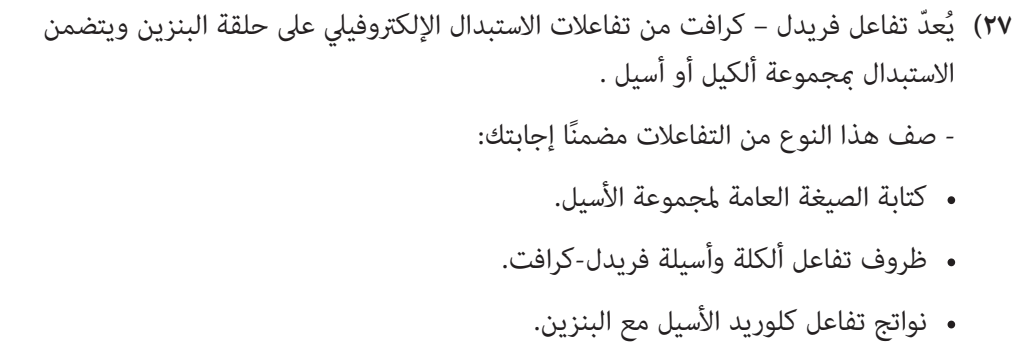 ٢٧) يُعدّ تفاعل فريدل – كرافت من تفاعلات الاستبدال الإلكتروفيلي على حلقة البنزين ويتضمن
الاستبدال بمجموعة ألكيل أو أسيل .
- صف هذا النوع من التفاعلات مضمنًا إجابتك:
• كتابة الصيغة العامة لمجموعة الأسيل.
• ظروف تفاعل ألكلة وأسيلة فريدل-كرافت.
• نواتج تفاعل كلوريد الأسيل مع البنزين.